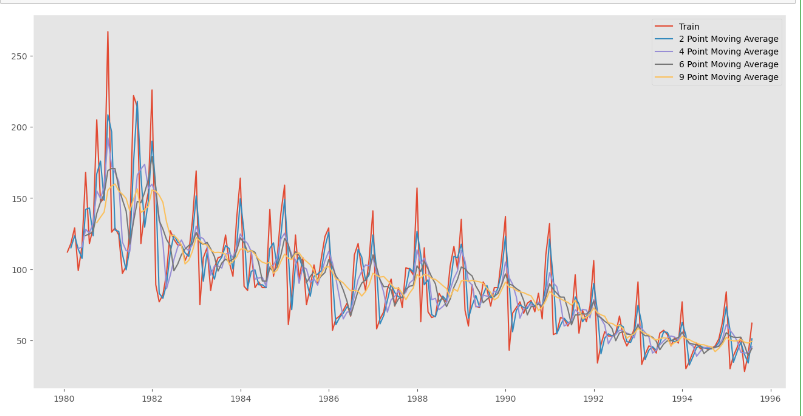 Train
2 Point Moving Average
4 Point Moving Average
6 Point Moving Average
9 Point Moving Average
250
200
150
100
50
1980 1982 1984 1986 1988 1990 1992 1994 1996